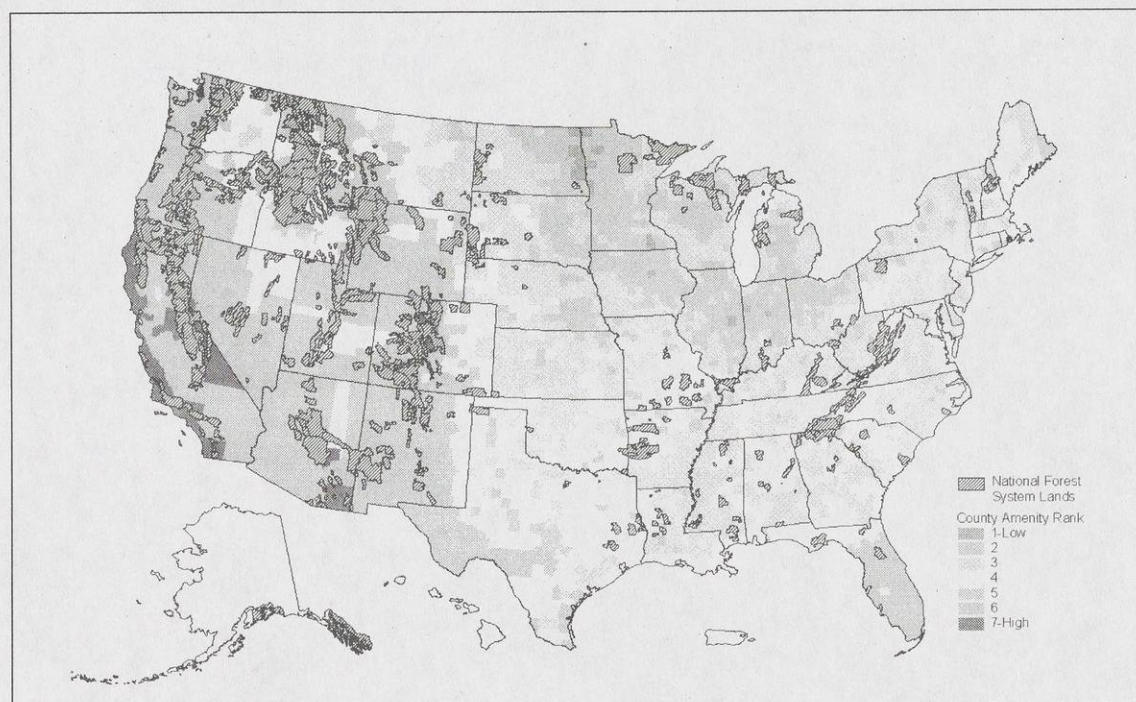 National Forest
System Lands
County Amenity Rank
1-Low
2
3
4
5
6
7-High